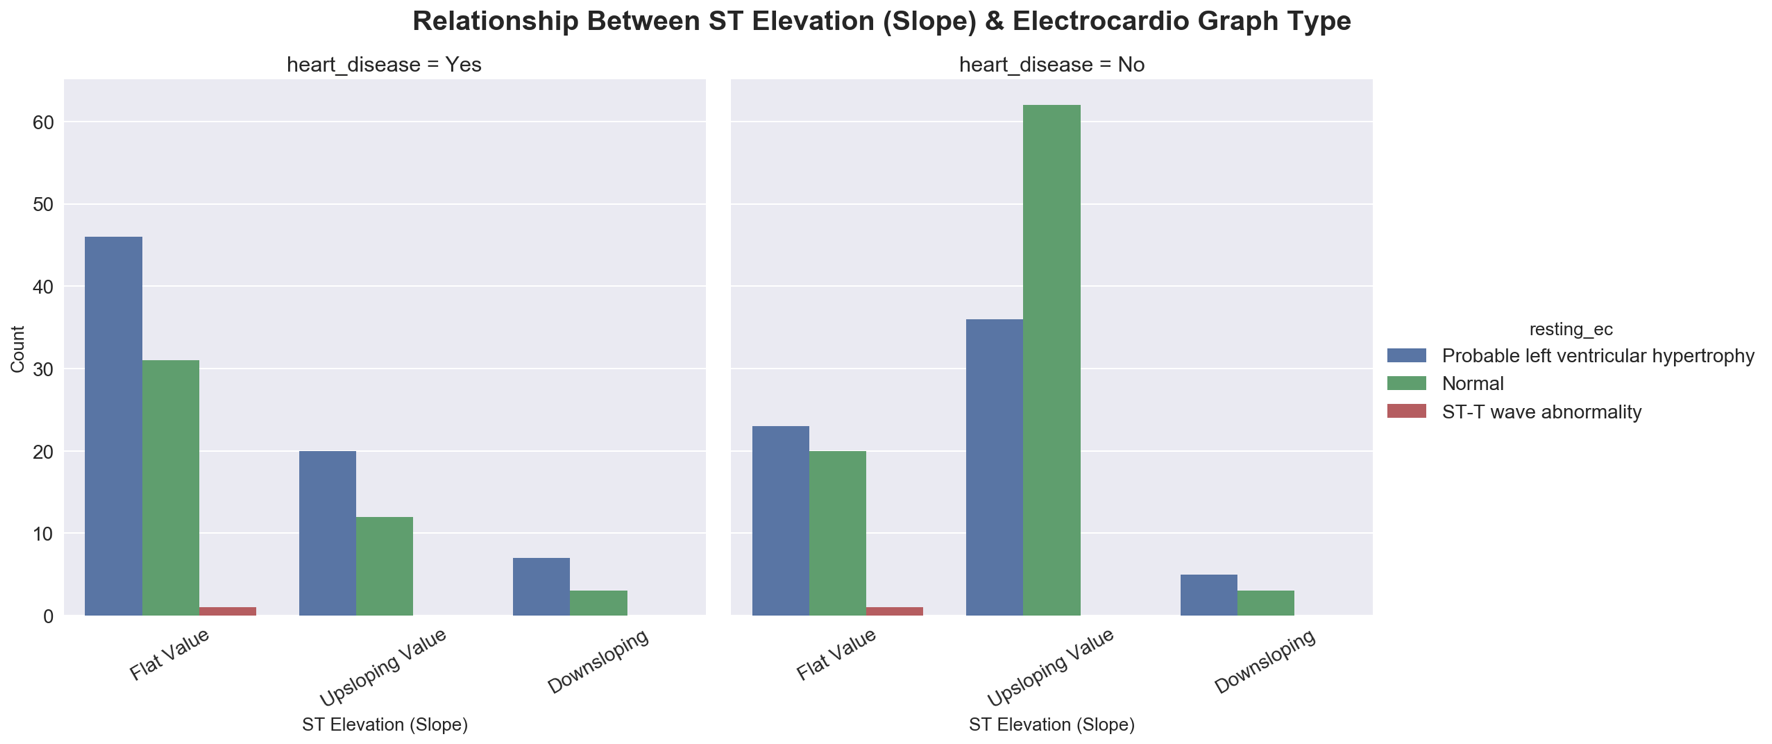 Relationship Between ST Elevation (Slope) & Electrocardio Graph Type
heart_disease = Yes
heart_disease = No
Count
60
50
40
30
20
10
0
Flat Value
Upsloping Value
Downsloping
ST Elevation (Slope)
Flat Value
Upsloping Value
Downsloping
ST Elevation (Slope)
resting_ec
Probable left ventricular hypertrophy
Normal
ST-T wave abnormality